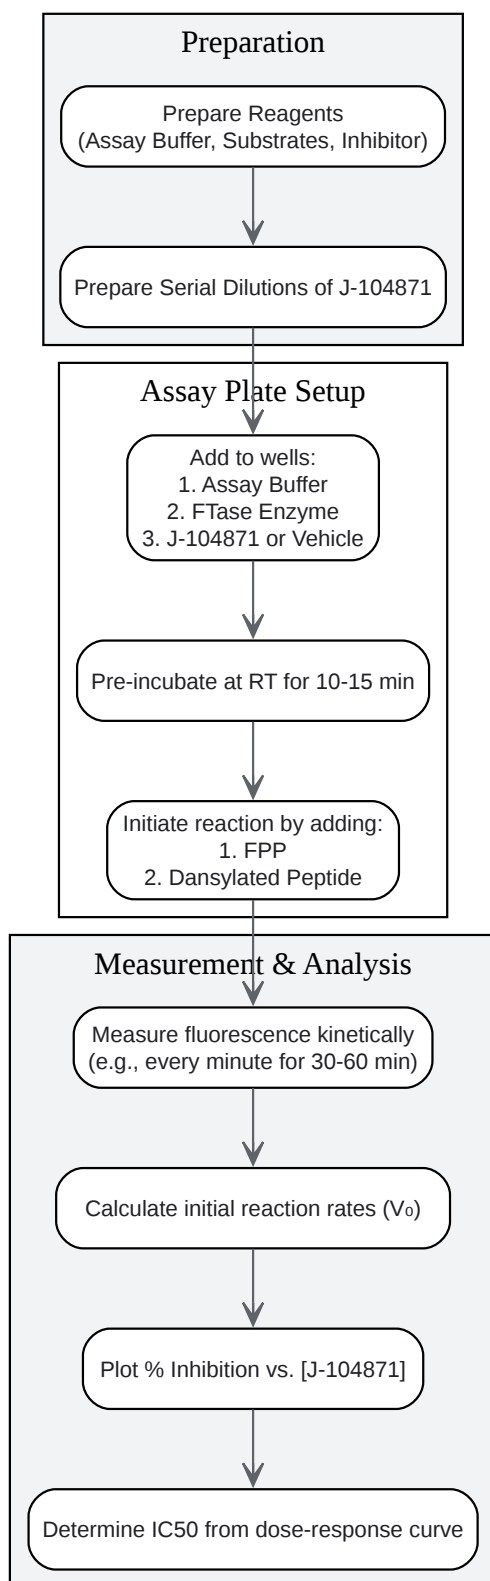 Preparation
Prepare Reagents
(Assay Buffer, Substrates, Inhibitor)
Prepare Serial Dilutions of J-104871
Assay Plate Setup
Add to wells:
1. Assay Buffer
2. FTase Enzyme
3. J-104871 or Vehicle
Pre-incubate at RT for 10-15 min
Initiate reaction by adding:
1. FPP
2. Dansylated Peptide
Measurement & Analysis
Measure fluorescence kinetically
(e.g., every minute for 30-60 min)
Calculate initial reaction rates (V₀)
Plot % Inhibition vs. [J-104871]
Determine IC50 from dose-response curve